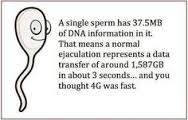 A single sperm has 37.5MB
of DNA information in it.
That means a normal
ejaculation represents a data
transfer of around 1,587GB
in about 3 seconds... and you
thought 4G was fast.